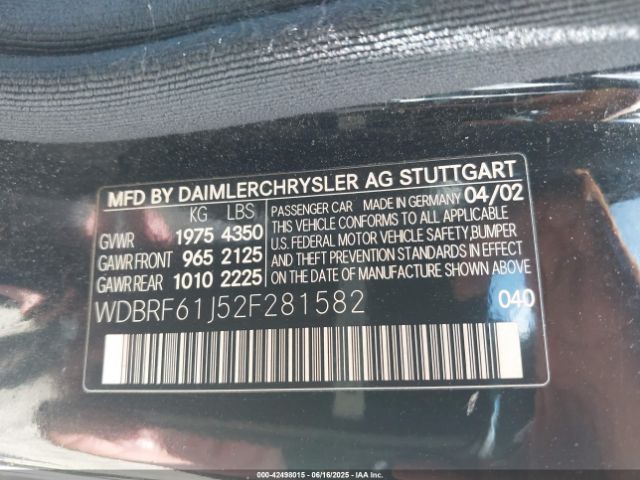 MFD BY DAIMLERCHRYSLER AG STUTTGART
KG LBS
GVWR 1975 4350
GAWR FRONT 965 2125
GAWR REAR 1010 2225
PASSENGER CAR MADE IN GERMANY 04/02
THIS VEHICLE CONFORMS TO ALL APPLICABLE
U.S. FEDERAL MOTOR VEHICLE SAFETY, BUMPER
AND THEFT PREVENTION STANDARDS IN EFFECT
ON THE DATE OF MANUFACTURE SHOWN ABOVE.
WDBRF61J52F281582 040
000-42498015 - 06/16/2025 - IAAI.COM